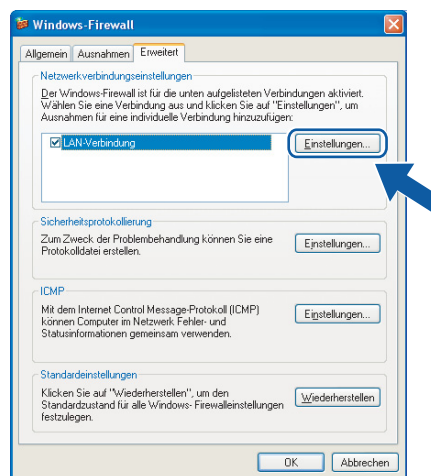 Windows-Firewall
Allgemein Ausnahmen Erweitert
Netzwerkverbindungseinstellungen
Der Windows-Firewall ist für die unten aufgelisteten Verbindungen aktiviert.
Wählen Sie eine Verbindung aus und klicken Sie auf "Einstellungen", um
Ausnahmen für eine individuelle Verbindung hinzuzufügen:
LAN-Verbindung
Einstellungen...
Sicherheitsprotokollierung
Zum Zweck der Problembehandlung können Sie eine
Protokolldatei erstellen.
Einstellungen...
ICMP
Mit dem Internet Control Message-Protokoll (ICMP)
können Computer im Netzwerk Fehler- und
Statusinformationen gemeinsam verwenden.
Einstellungen...
Standardeinstellungen
Klicken Sie auf "Wiederherstellen", um den
Standardzustand für alle Windows- Firewalleinstellungen
festzulegen.
Wiederherstellen
OK Abbrechen